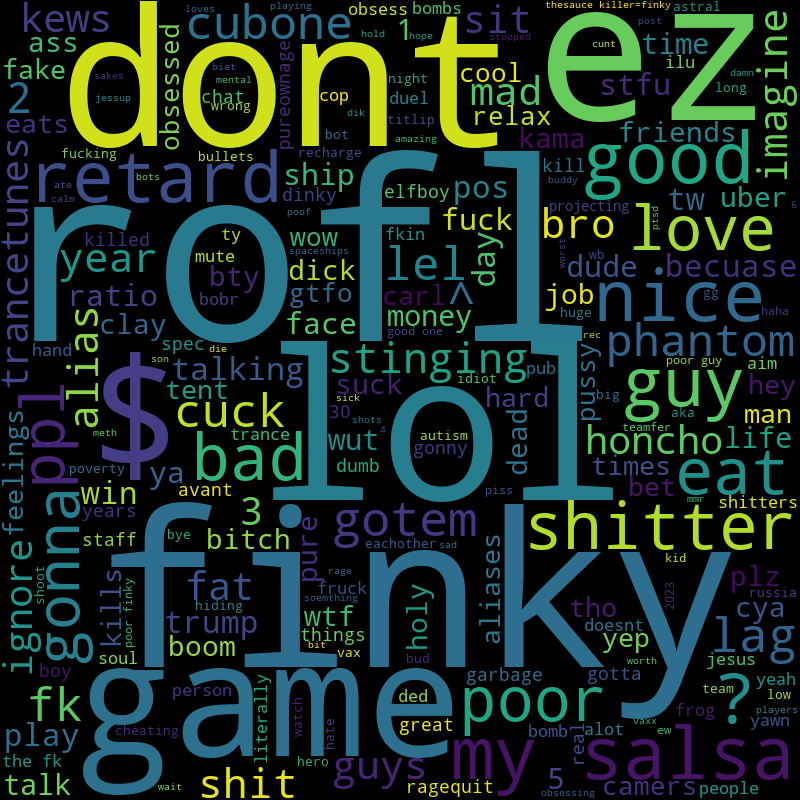 thesauce killer=finky
kews
obsessed
loves
playing
obsess
bombs
astral
dont
ez
cubone
sit
hold
1
hope
post
ass
cunt
time
imagine
stopped
ilu
fake
sakes
mental
night
cool
mad
stfu
damn
2
jessup
chat
biet
pureownage
cop
duel
relax
long
wrong
dik
titlip
eats
bot
amazing
kama
friends
fucking
bullets
recharge
kill
good
trancetunes
retard
ate
bots
calm
ship
dinky
elfboy
pos
buddy
projecting
tw
uber
poof
rofl
fuck
bro
ptsd
love
6
killed
ty
wow
fkin
day
worst
wb
year
mute
spaceships
lel
dude
becuase
bty
dick
gg
ratio
bobr
gtfo
carl
^
job
nice
haha
clay
face
money
huge
alias
hand
spec
die
good one
rec
phantom
son
stinging
pub
poor guy
aim
talking
tent
sick
suck
idiot
pussy
big
guy
hey
ppl
$
meth
cuck
30
shots
hard
aka
teamfer
man
lol
autism
4
dead
trance
wut
gonny
honcho
life
feelings
poverty
ya
bad
dumb
times
eat
win
avant
piss
bet
mmr
shitters
years
3
gotem
shitter
gonna
staff
bye
bitch
pure
eachother
sad
aliases
kid
ignore
shoot
kills
finky
rage
poor finky
hiding
fat
soemthing
fruck
holy
2023
plz
russia
trump
wtf
bit
tho
doesnt
cya
things
yep
lag
boom
vax
soul
boy
bud
worth
jesus
fk
person
literally
game
ded
garbage
gotta
team
yeah
poor
vaxx
?
low
cheating
watch
hate
great
frog
players
play
bomb
real
alot
ew
yawn
the fk
hero
guys
my salsa
talk
wait
shit
ragequit
obsessing
5
camers
people